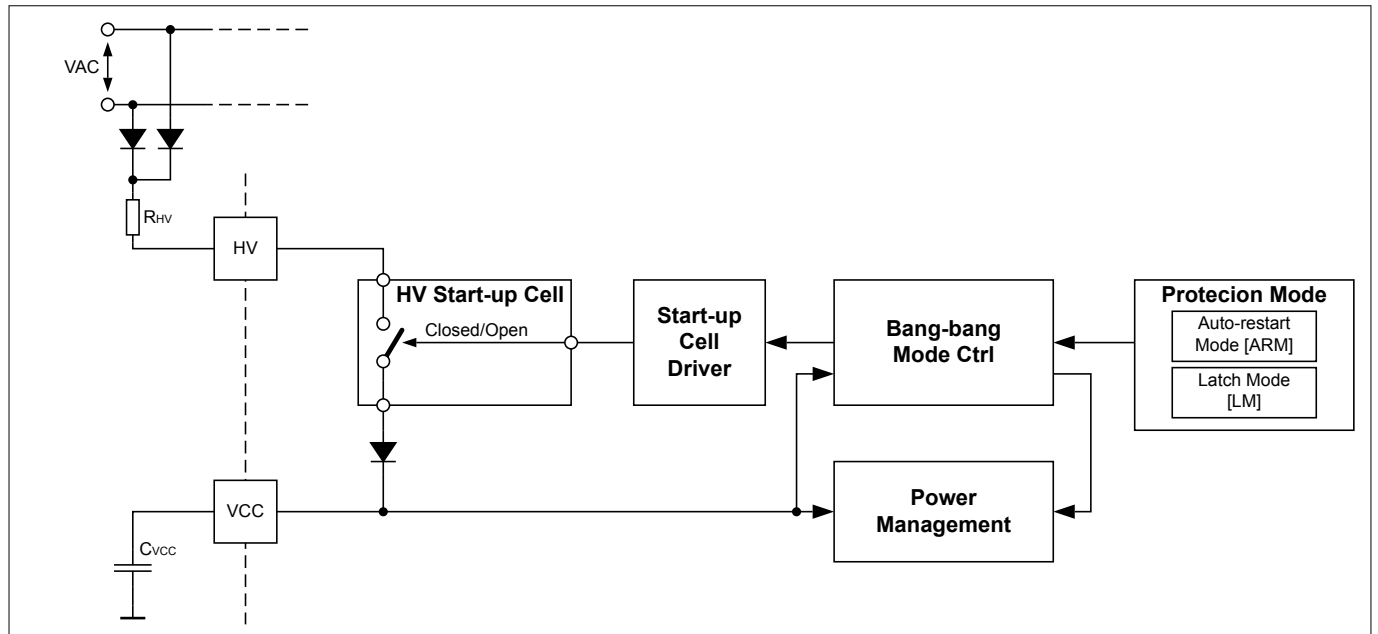 VAC
RHV
HV
HV Start-up Cell
Closed/Open
Start-up
Cell
Driver
Bang-bang
Mode Ctrl
Protecion Mode
Auto-restart
Mode [ARM]
Latch Mode
[LM]
VCC
Power
Management
CVCC